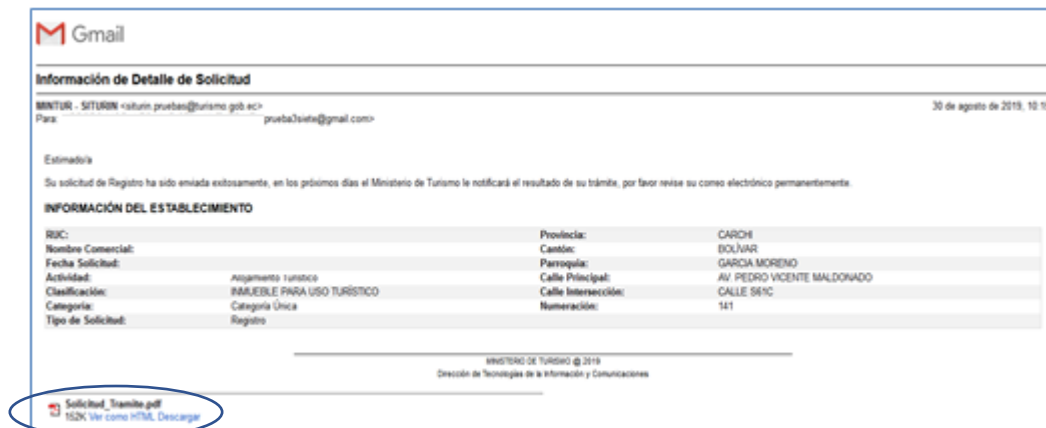 Gmail
Información de Detalle de Solicitud
MINTUR - SITURIN <siturin.pruebas@turismo.gob.ec>
30 de agosto de 2019, 10:1
Para: prueba3siete@gmail.com>
Estimado/a
Su solicitud de Registro ha sido enviada exitosamente, en los próximos días el Ministerio de Turismo le notificará el resultado de su trámite, por favor revise su correo electrónico permanentemente.
INFORMACIÓN DEL ESTABLECIMIENTO
RUC: Provincia: CARCHI
Nombre Comercial: Cantón: BOLÍVAR
Fecha Solicitud: Parroquia: GARCIA MORENO
Actividad: Alojamiento Turístico Calle Principal: AV. PEDRO VICENTE MALDONADO
Clasificación: INMUEBLE PARA USO TURÍSTICO Calle Intersección: CALLE S61C
Categoría: Categoría Única Numeración: 141
Tipo de Solicitud: Registro
MINISTERIO DE TURISMO @ 2019
Dirección de Tecnologías de la Información y Comunicaciones
Solicitud_Tramite.pdf
152K Ver como HTML Descargar